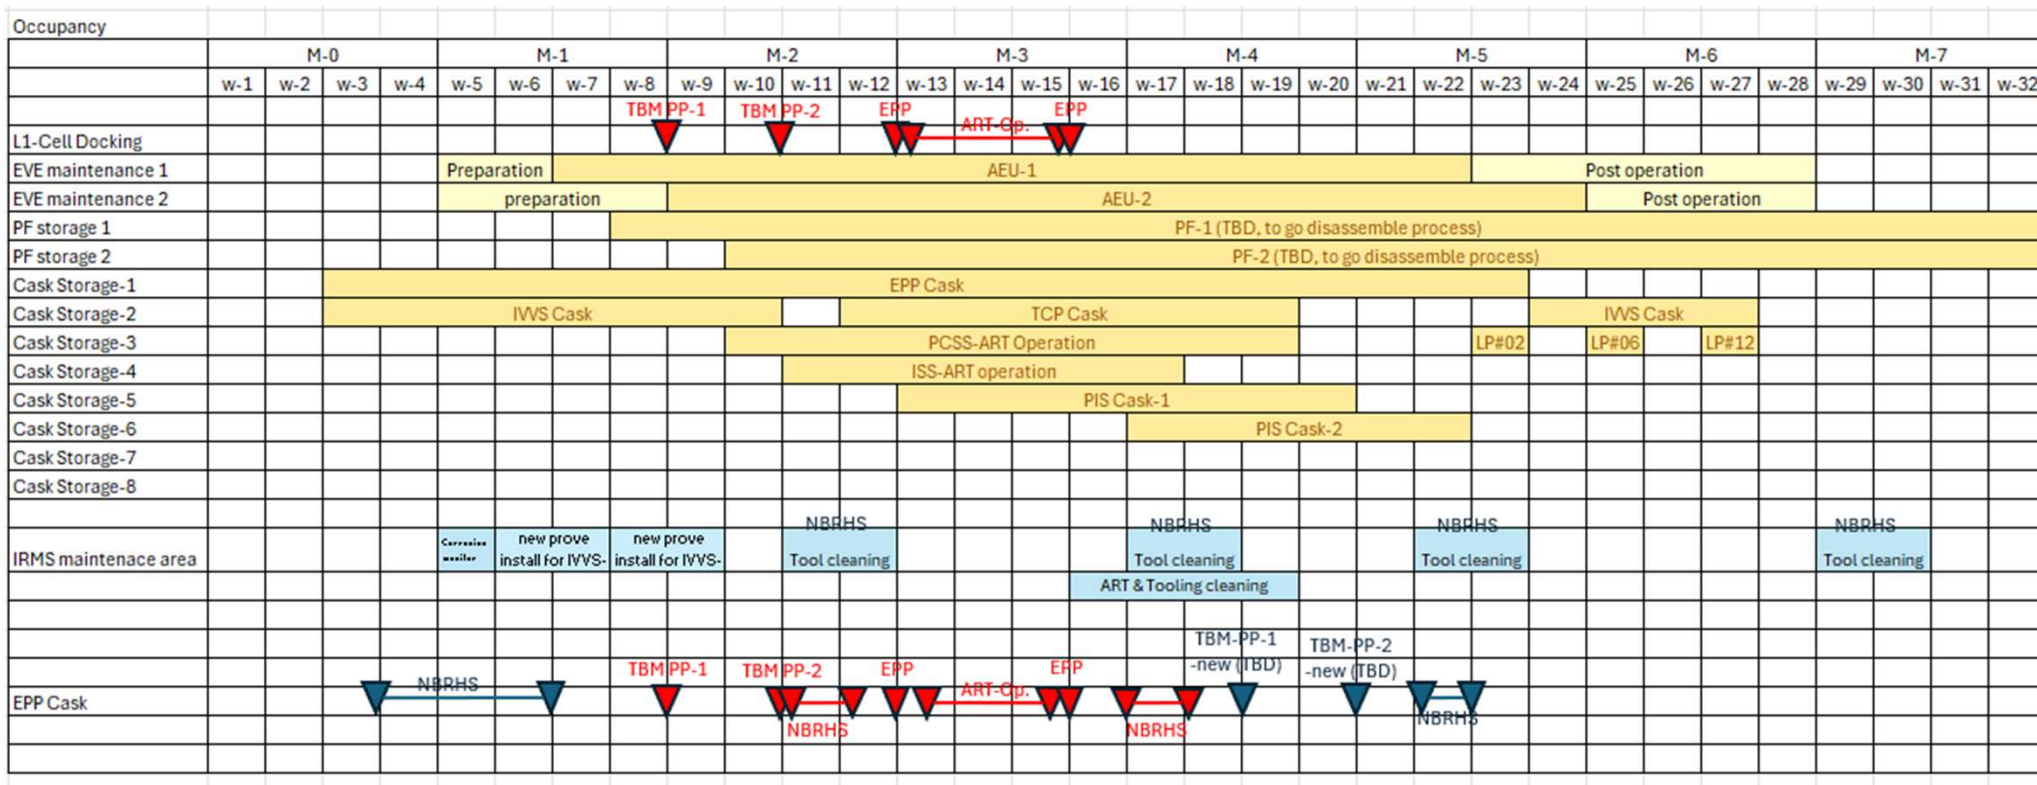 Occupancy
M-0 M-1 M-2 M-3 M-4 M-5 M-6 M-7
w-1 w-2 w-3 w-4 w-5 w-6 w-7 w-8 w-9 w-10 w-11 w-12 w-13 w-14 w-15 w-16 w-17 w-18 w-19 w-20 w-21 w-22 w-23 w-24 w-25 w-26 w-27 w-28 w-29 w-30 w-31 w-32
TBM PP-1 TBM PP-2 EPP EPP
L1-Cell Docking ART-Op.
EVE maintenance 1 Preparation AEU-1 Post operation
EVE maintenance 2 preparation AEU-2 Post operation
PF storage 1 PF-1 (TBD, to go disassemble process)
PF storage 2 PF-2 (TBD, to go disassemble process)
Cask Storage-1 EPP Cask
Cask Storage-2 IVVS Cask TCP Cask IVVS Cask
Cask Storage-3 PCSS-ART Operation LP#02 LP#06 LP#12
Cask Storage-4 ISS-ART operation
Cask Storage-5 PIS Cask-1
Cask Storage-6 PIS Cask-2
Cask Storage-7
Cask Storage-8
NBRHS NBRHS NBRHS NBRHS
new prove new prove
IRMS maintenace area install for IVVS- install for IVVS- Tool cleaning Tool cleaning Tool cleaning Tool cleaning
ART & Tooling cleaning
TBM-PP-1 TBM-PP-2
-new (TBD) -new (TBD)
TBM PP-1 TBM PP-2 EPP EPP
EPP Cask NBRHS ART-Op.
NBRHS NBRHS NBRHS